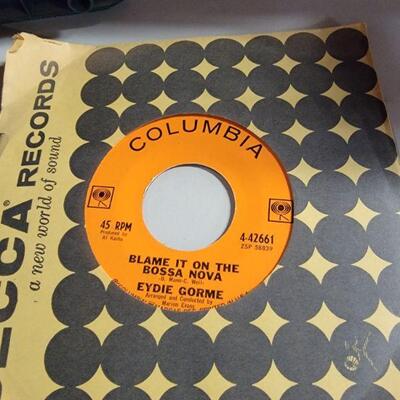 DECCA RECORDS
a new world of sound
COLUMBIA
45 RPM
Produced by
Al Kasha
4-42661
ZSP 56839
BLAME IT ON THE
BOSSA NOVA
(B. Mann-C. Weil)
EYDIE GORME
Arranged and Conducted by
Marion Evans